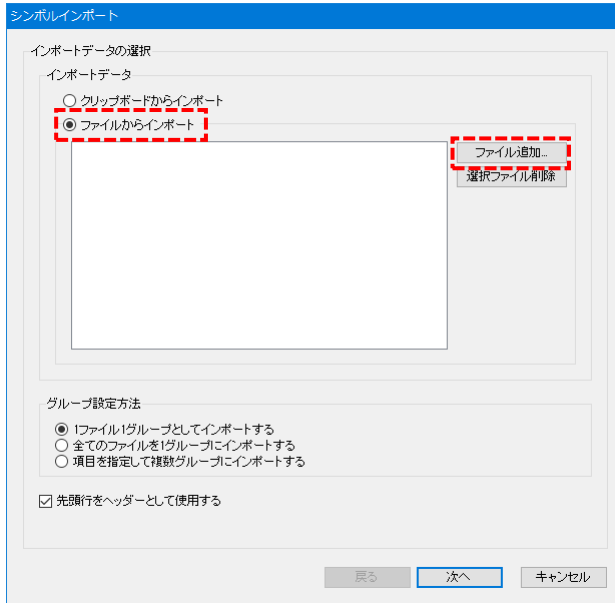 シンボルインポート
インポートデータの選択
インポートデータ
クリップボードからインポート
ファイルからインポート
ファイル追加...
選択ファイル削除
グループ設定方法
1ファイル1グループとしてインポートする
全てのファイルを1グループにインポートする
項目を指定して複数グループにインポートする
先頭行をヘッダーとして使用する
戻る
次へ
キャンセル